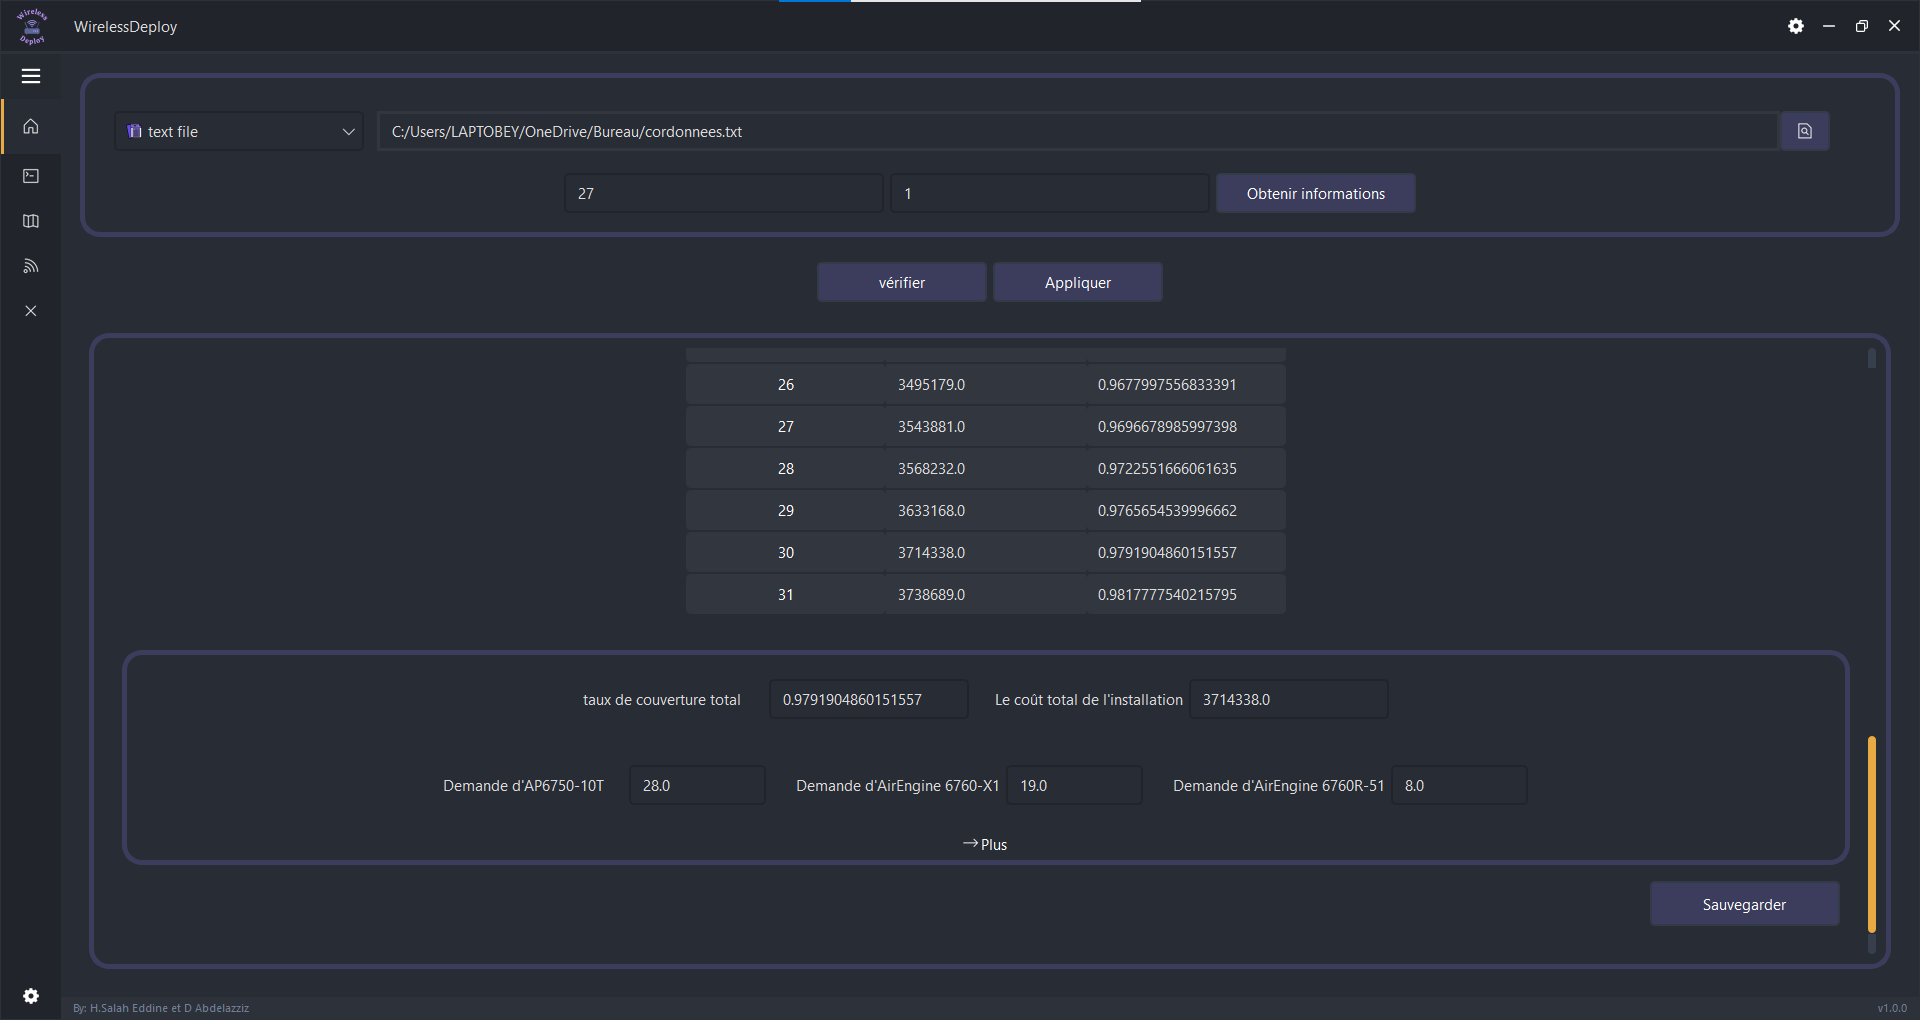 Wireless
Deploy
WirelessDeploy
text file
C:/Users/LAPTOBEY/OneDrive/Bureau/cordonnees.txt
27 1 Obtenir informations
vérifier Appliquer
26 3495179.0 0.9677997556833391
27 3543881.0 0.9696678985997398
28 3568232.0 0.9722551666061635
29 3633168.0 0.9765654539996662
30 3714338.0 0.9791904860151557
31 3738689.0 0.9817777540215795
taux de couverture total 0.9791904860151557 Le coût total de l'installation 3714338.0
Demande d'AP6750-10T 28.0 Demande d'AirEngine 6760-X1 19.0 Demande d'AirEngine 6760R-51 8.0
→Plus
Sauvegarder
By: H.Salah Eddine et D Abdelazziz
v1.0.0